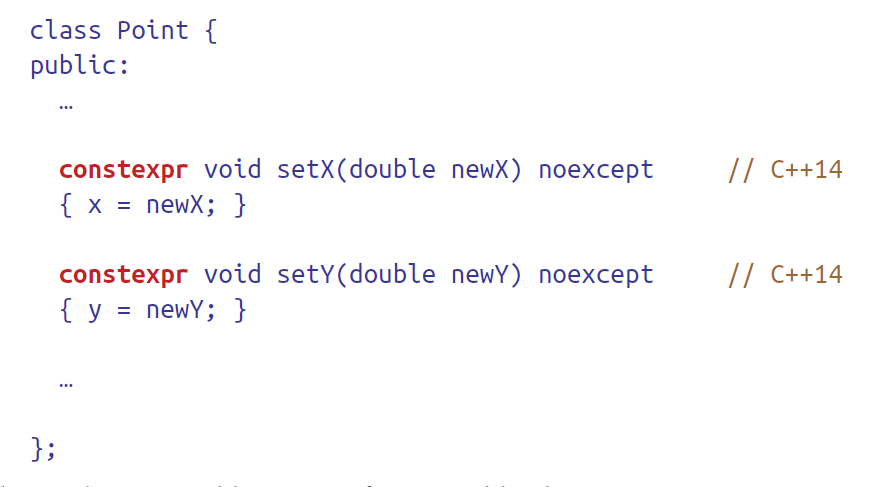 class Point {
public:
…
constexpr void setX(double newX) noexcept // C++14
{ x = newX; }
constexpr void setY(double newY) noexcept // C++14
{ y = newY; }
…
};